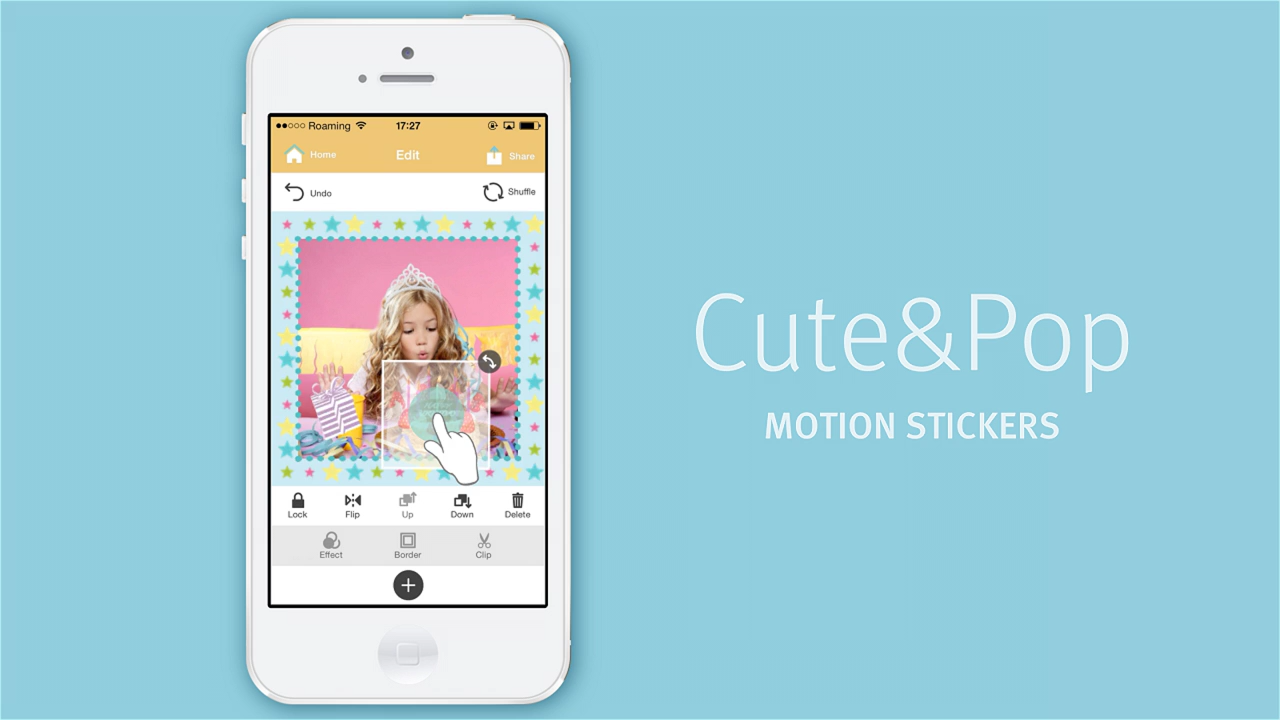 Roaming 17:27
Home Edit Share
Undo Shuffle
Lock Flip Up Down Delete
Effect Border Clip
Cute&Pop
MOTION STICKERS